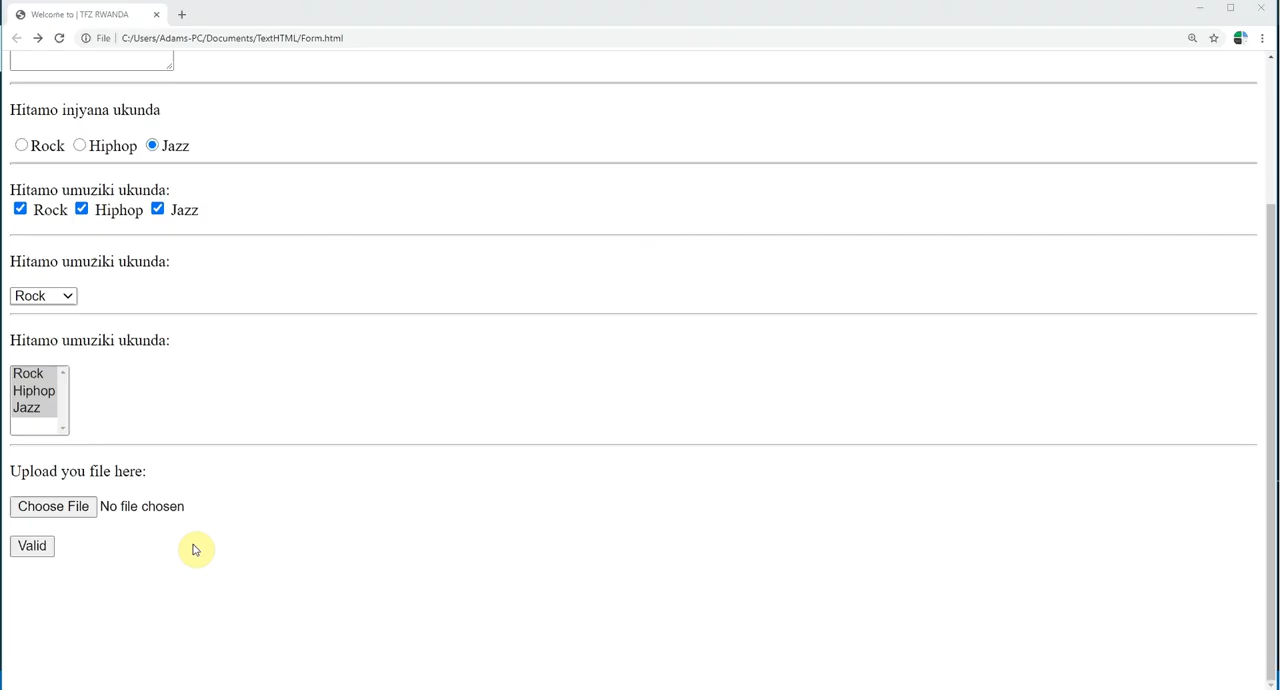 Welcome to | TFZ RWANDA
File | C:/Users/Adams-PC/Documents/TextHTML/Form.html
Hitamo injyana ukunda
Rock Hiphop Jazz
Hitamo umuziki ukunda:
Rock Hiphop Jazz
Hitamo umuziki ukunda:
Rock
Hitamo umuziki ukunda:
Rock
Hiphop
Jazz
Upload you file here:
Choose File No file chosen
Valid